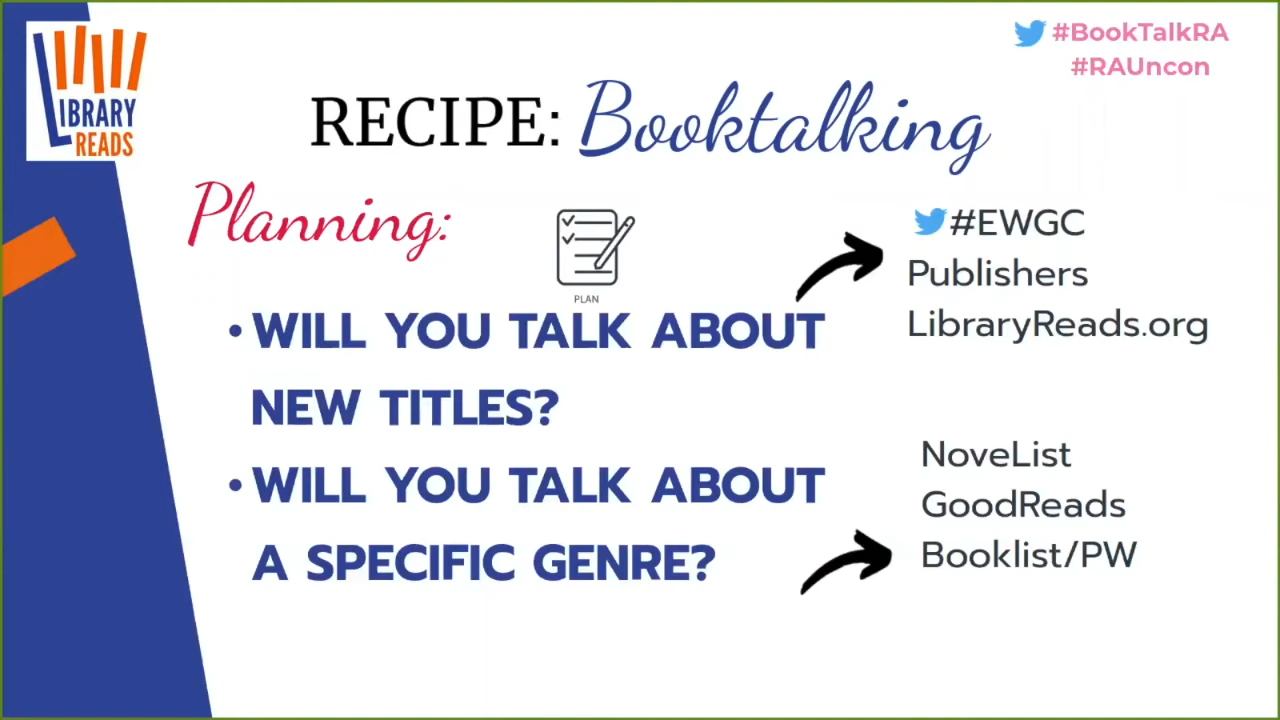 LIBRARY
READS
#BookTalkRA
#RAUncon
RECIPE: Booktalking
Planning:
PLAN
• WILL YOU TALK ABOUT
NEW TITLES?
• WILL YOU TALK ABOUT
A SPECIFIC GENRE?
#EWGC
Publishers
LibraryReads.org
NoveList
GoodReads
Booklist/PW